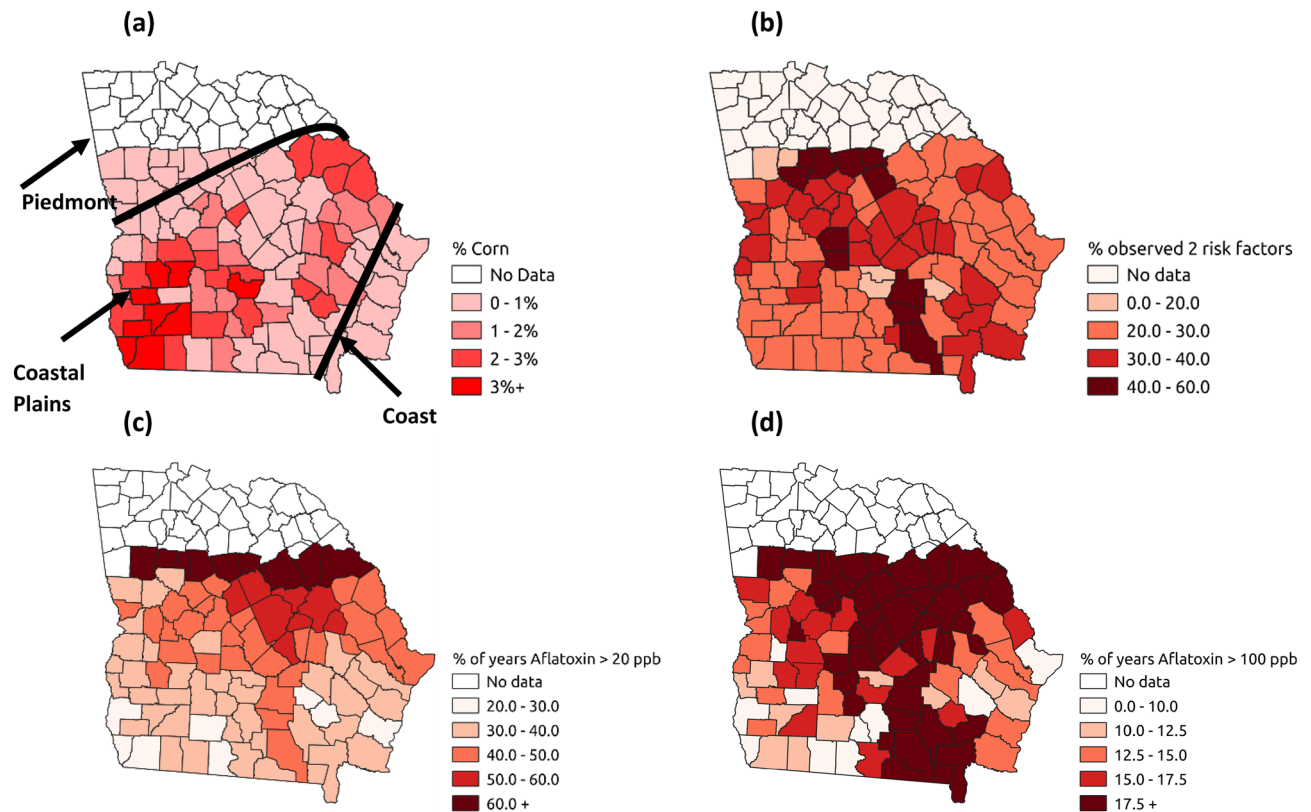 (a)
Piedmont
Coastal
Plains
Coast
% Corn
No Data
0 - 1%
1 - 2%
2 - 3%
3%+
(b)
% observed 2 risk factors
No data
0.0 - 20.0
20.0 - 30.0
30.0 - 40.0
40.0 - 60.0
(c)
% of years Aflatoxin > 20 ppb
No data
20.0 - 30.0
30.0 - 40.0
40.0 - 50.0
50.0 - 60.0
60.0 +
(d)
% of years Aflatoxin > 100 ppb
No data
0.0 - 10.0
10.0 - 12.5
12.5 - 15.0
15.0 - 17.5
17.5 +